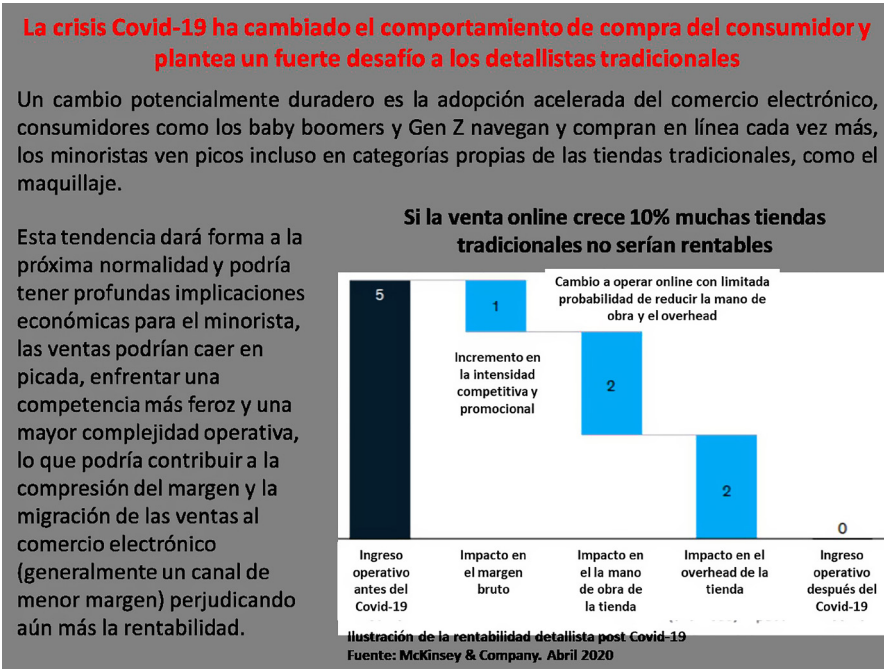 La crisis Covid-19 ha cambiado el comportamiento de compra del consumidor y
plantea un fuerte desafío a los detallistas tradicionales
Un cambio potencialmente duradero es la adopción acelerada del comercio electrónico,
consumidores como los baby boomers y Gen Z navegan y compran en línea cada vez más,
los minoristas ven picos incluso en categorías propias de las tiendas tradicionales, como el
maquillaje.
Esta tendencia dará forma a la
próxima normalidad y podría
tener profundas implicaciones
económicas para el minorista,
las ventas podrían caer en
picada, enfrentar una
competencia más feroz y una
mayor complejidad operativa,
lo que podría contribuir a la
compresión del margen y la
migración de las ventas al
comercio electrónico
(generalmente un canal de
menor margen) perjudicando
aún más la rentabilidad.
Si la venta online crece 10% muchas tiendas
tradicionales no serían rentables
5
1
Cambio a operar online con limitada
probabilidad de reducir la mano de
obra y el overhead
Incremento en
la intensidad
competitiva y
promocional
2
2
0
Ingreso
operativo
antes del
Covid-19
Impacto en
el margen
bruto
Impacto en
el la mano
de obra de
la tienda
Impacto en el
overhead de la
tienda
Ingreso
operativo
después del
Covid-19
Ilustración de la rentabilidad detallista post Covid-19
Fuente: McKinsey & Company. Abril 2020